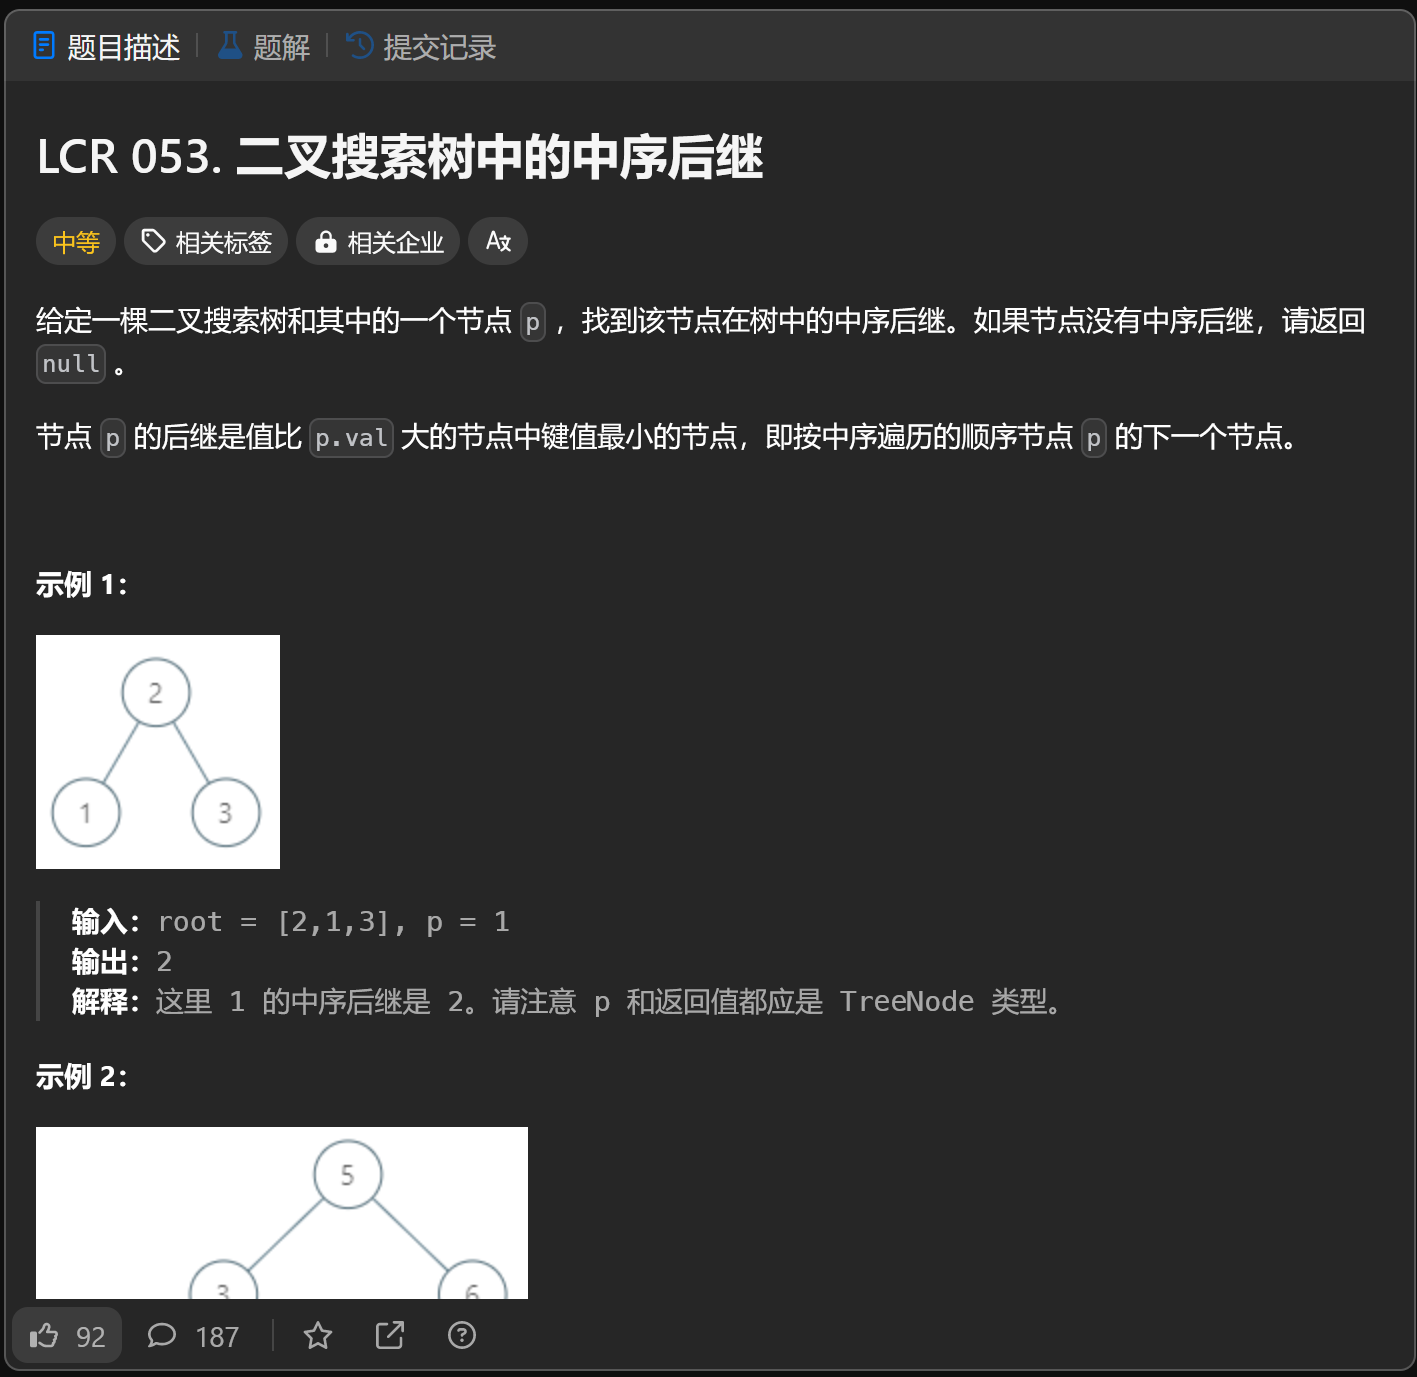 题目描述 题解 提交记录
LCR 053. 二叉搜索树中的中序后继
中等 相关标签 相关企业
给定一棵二叉搜索树和其中的一个节点 p ，找到该节点在树中的中序后继。如果节点没有中序后继，请返回
null 。
节点 p 的后继是值比 p.val 大的节点中键值最小的节点，即按中序遍历的顺序节点 p 的下一个节点。
示例 1：
2
1 3
输入：root = [2,1,3], p = 1
输出：2
解释：这里 1 的中序后继是 2。请注意 p 和返回值都应是 TreeNode 类型。
示例 2：
5
3 6
92 187